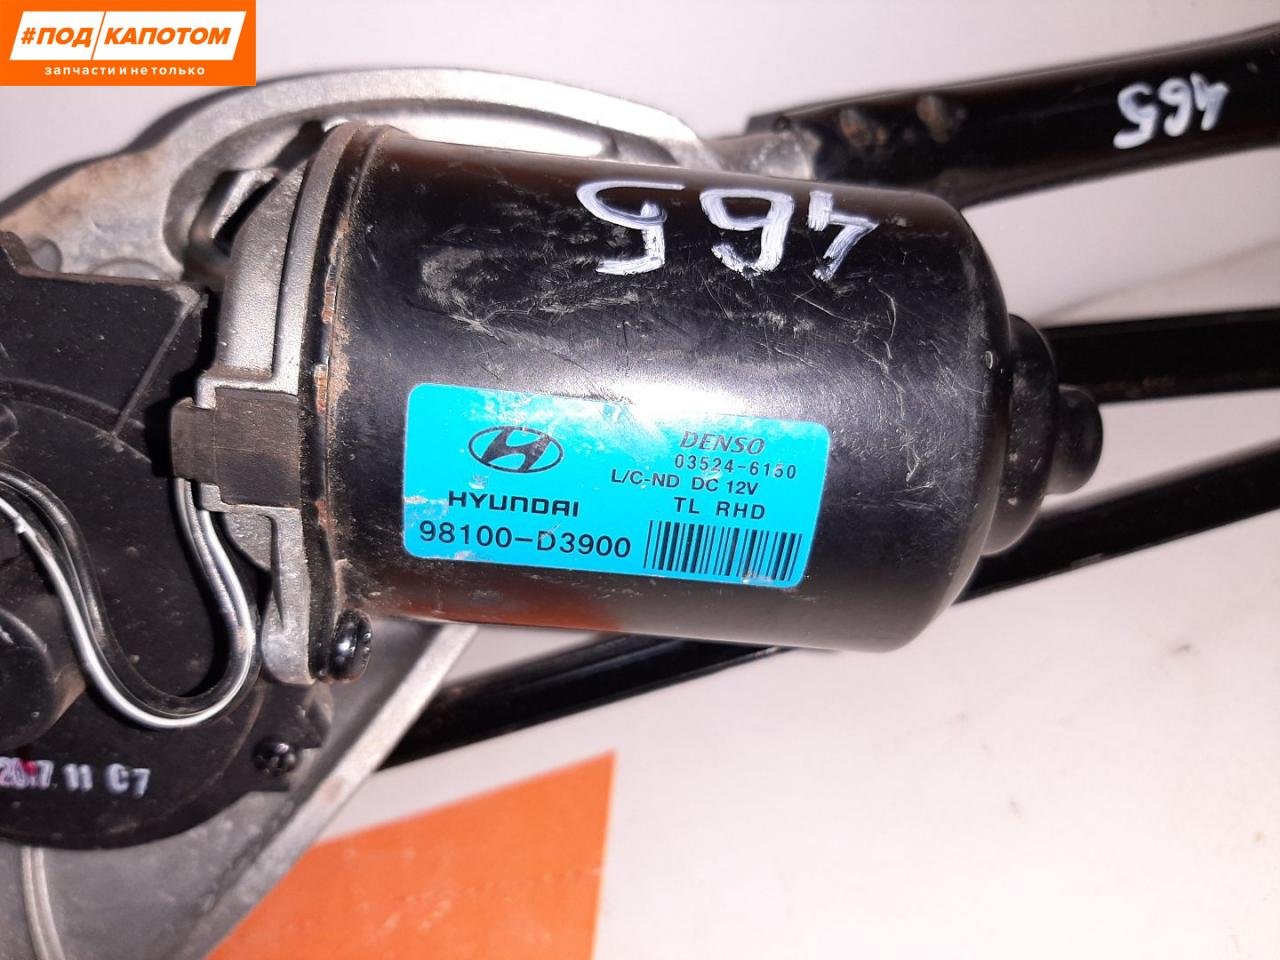 #ПОД КАПОТОМ
запчасти и не только
465
465
HYUNDAI
98100-D3900
DENSO
03524-6150
L/C-ND DC 12V
TL RHD
2017 11 07